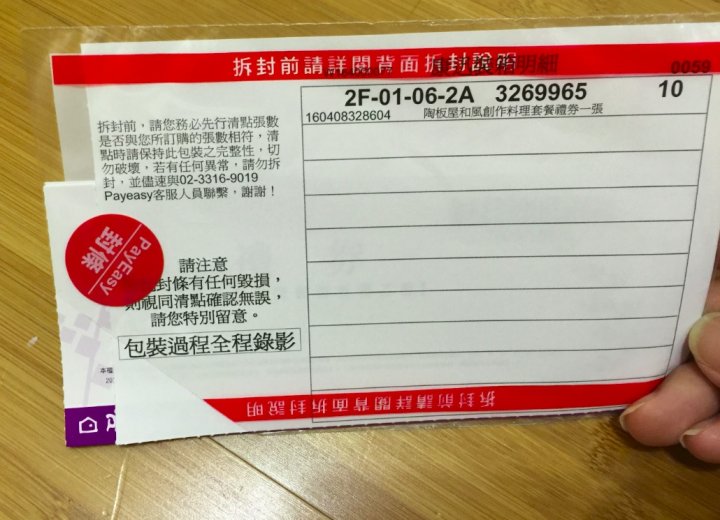 拆封前請詳閱背面拆封說明
明細
0059
2F-01-06-2A 3269965 10
160408328604 陶板屋和風創作料理套餐禮券一張
拆封前，請您務必先行清點張數
是否與您所訂購的張數相符，清
點時請保持此包裝之完整性，切
勿破壞，若有任何異常，請勿拆
封，並儘速與02-3316-9019
Payeasy客服人員聯繫，謝謝！
PayEasy
封條
請注意
封條有任何毀損，
則視同清點確認無誤，
請您特別留意。
包裝過程全程錄影
拆封前請詳閱背面拆封說明